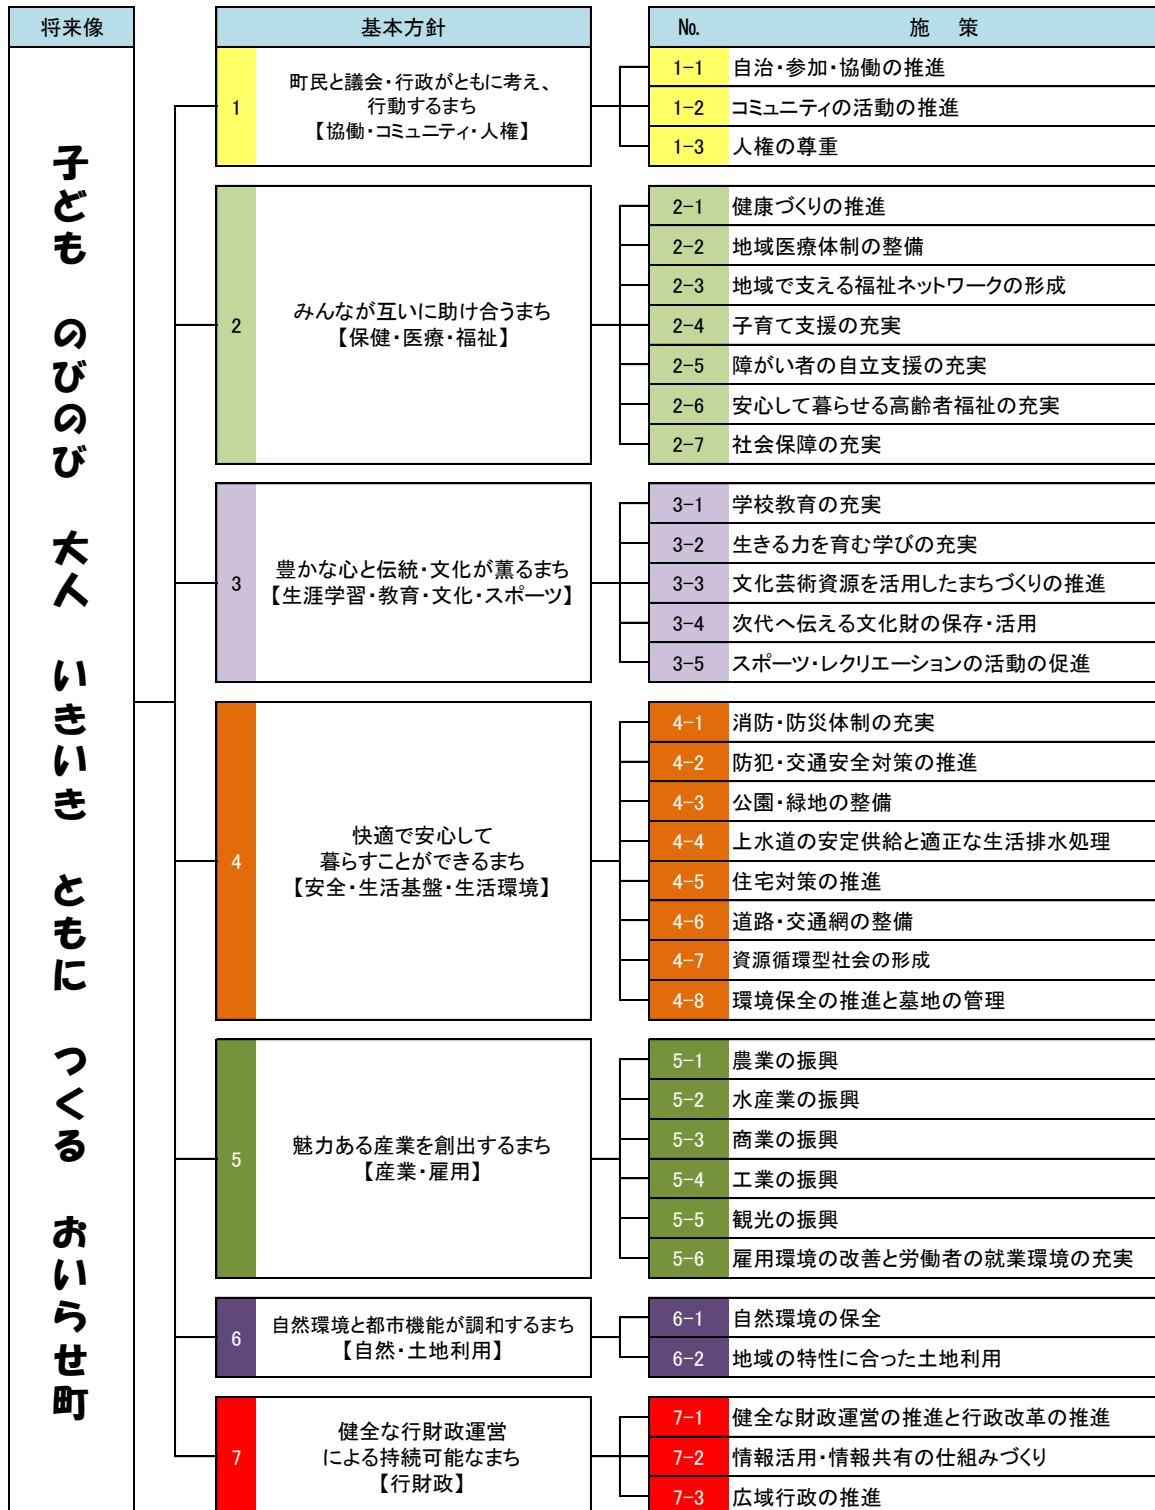 将来像
子ども のびのび 大人 いきいき ともに つくる おいらせ町
基本方針
1
町民と議会・行政がともに考え、
行動するまち
【協働・コミュニティ・人権】
2
みんなが互いに助け合うまち
【保健・医療・福祉】
3
豊かな心と伝統・文化が薫るまち
【生涯学習・教育・文化・スポーツ】
4
快適で安心して
暮らすことができるまち
【安全・生活基盤・生活環境】
5
魅力ある産業を創出するまち
【産業・雇用】
6
自然環境と都市機能が調和するまち
【自然・土地利用】
7
健全な行財政運営
による持続可能なまち
【行財政】
No. 施 策
1-1 自治・参加・協働の推進
1-2 コミュニティの活動の推進
1-3 人権の尊重
2-1 健康づくりの推進
2-2 地域医療体制の整備
2-3 地域で支える福祉ネットワークの形成
2-4 子育て支援の充実
2-5 障がい者の自立支援の充実
2-6 安心して暮らせる高齢者福祉の充実
2-7 社会保障の充実
3-1 学校教育の充実
3-2 生きる力を育む学びの充実
3-3 文化芸術資源を活用したまちづくりの推進
3-4 次代へ伝える文化財の保存・活用
3-5 スポーツ・レクリエーションの活動の促進
4-1 消防・防災体制の充実
4-2 防犯・交通安全対策の推進
4-3 公園・緑地の整備
4-4 上水道の安定供給と適正な生活排水処理
4-5 住宅対策の推進
4-6 道路・交通網の整備
4-7 資源循環型社会の形成
4-8 環境保全の推進と墓地の管理
5-1 農業の振興
5-2 水産業の振興
5-3 商業の振興
5-4 工業の振興
5-5 観光の振興
5-6 雇用環境の改善と労働者の就業環境の充実
6-1 自然環境の保全
6-2 地域の特性に合った土地利用
7-1 健全な財政運営の推進と行政改革の推進
7-2 情報活用・情報共有の仕組みづくり
7-3 広域行政の推進